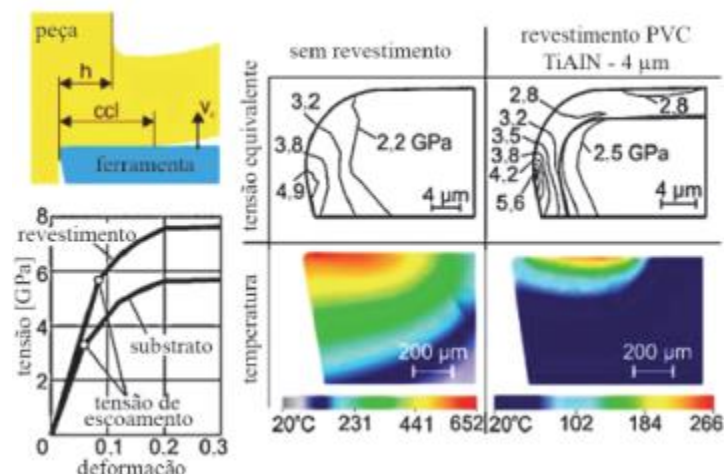 peça
h
ccl
vc
ferramenta
sem revestimento
revestimento PVC
TiAlN - 4 µm
tensão equivalente
3.2
3.8
4,9
2,2 GPa
4 µm
2.8
2.8
3.2
3.5
3.8
4.2
5,6
2.5 GPa
4 µm
tensão [GPa]
8
6
4
2
0
0.1
0.2
0.3
revestimento
substrato
tensão de
escoamento
deformação
temperatura
200 µm
200 µm
20°C
231
441
652
20°C
102
184
266